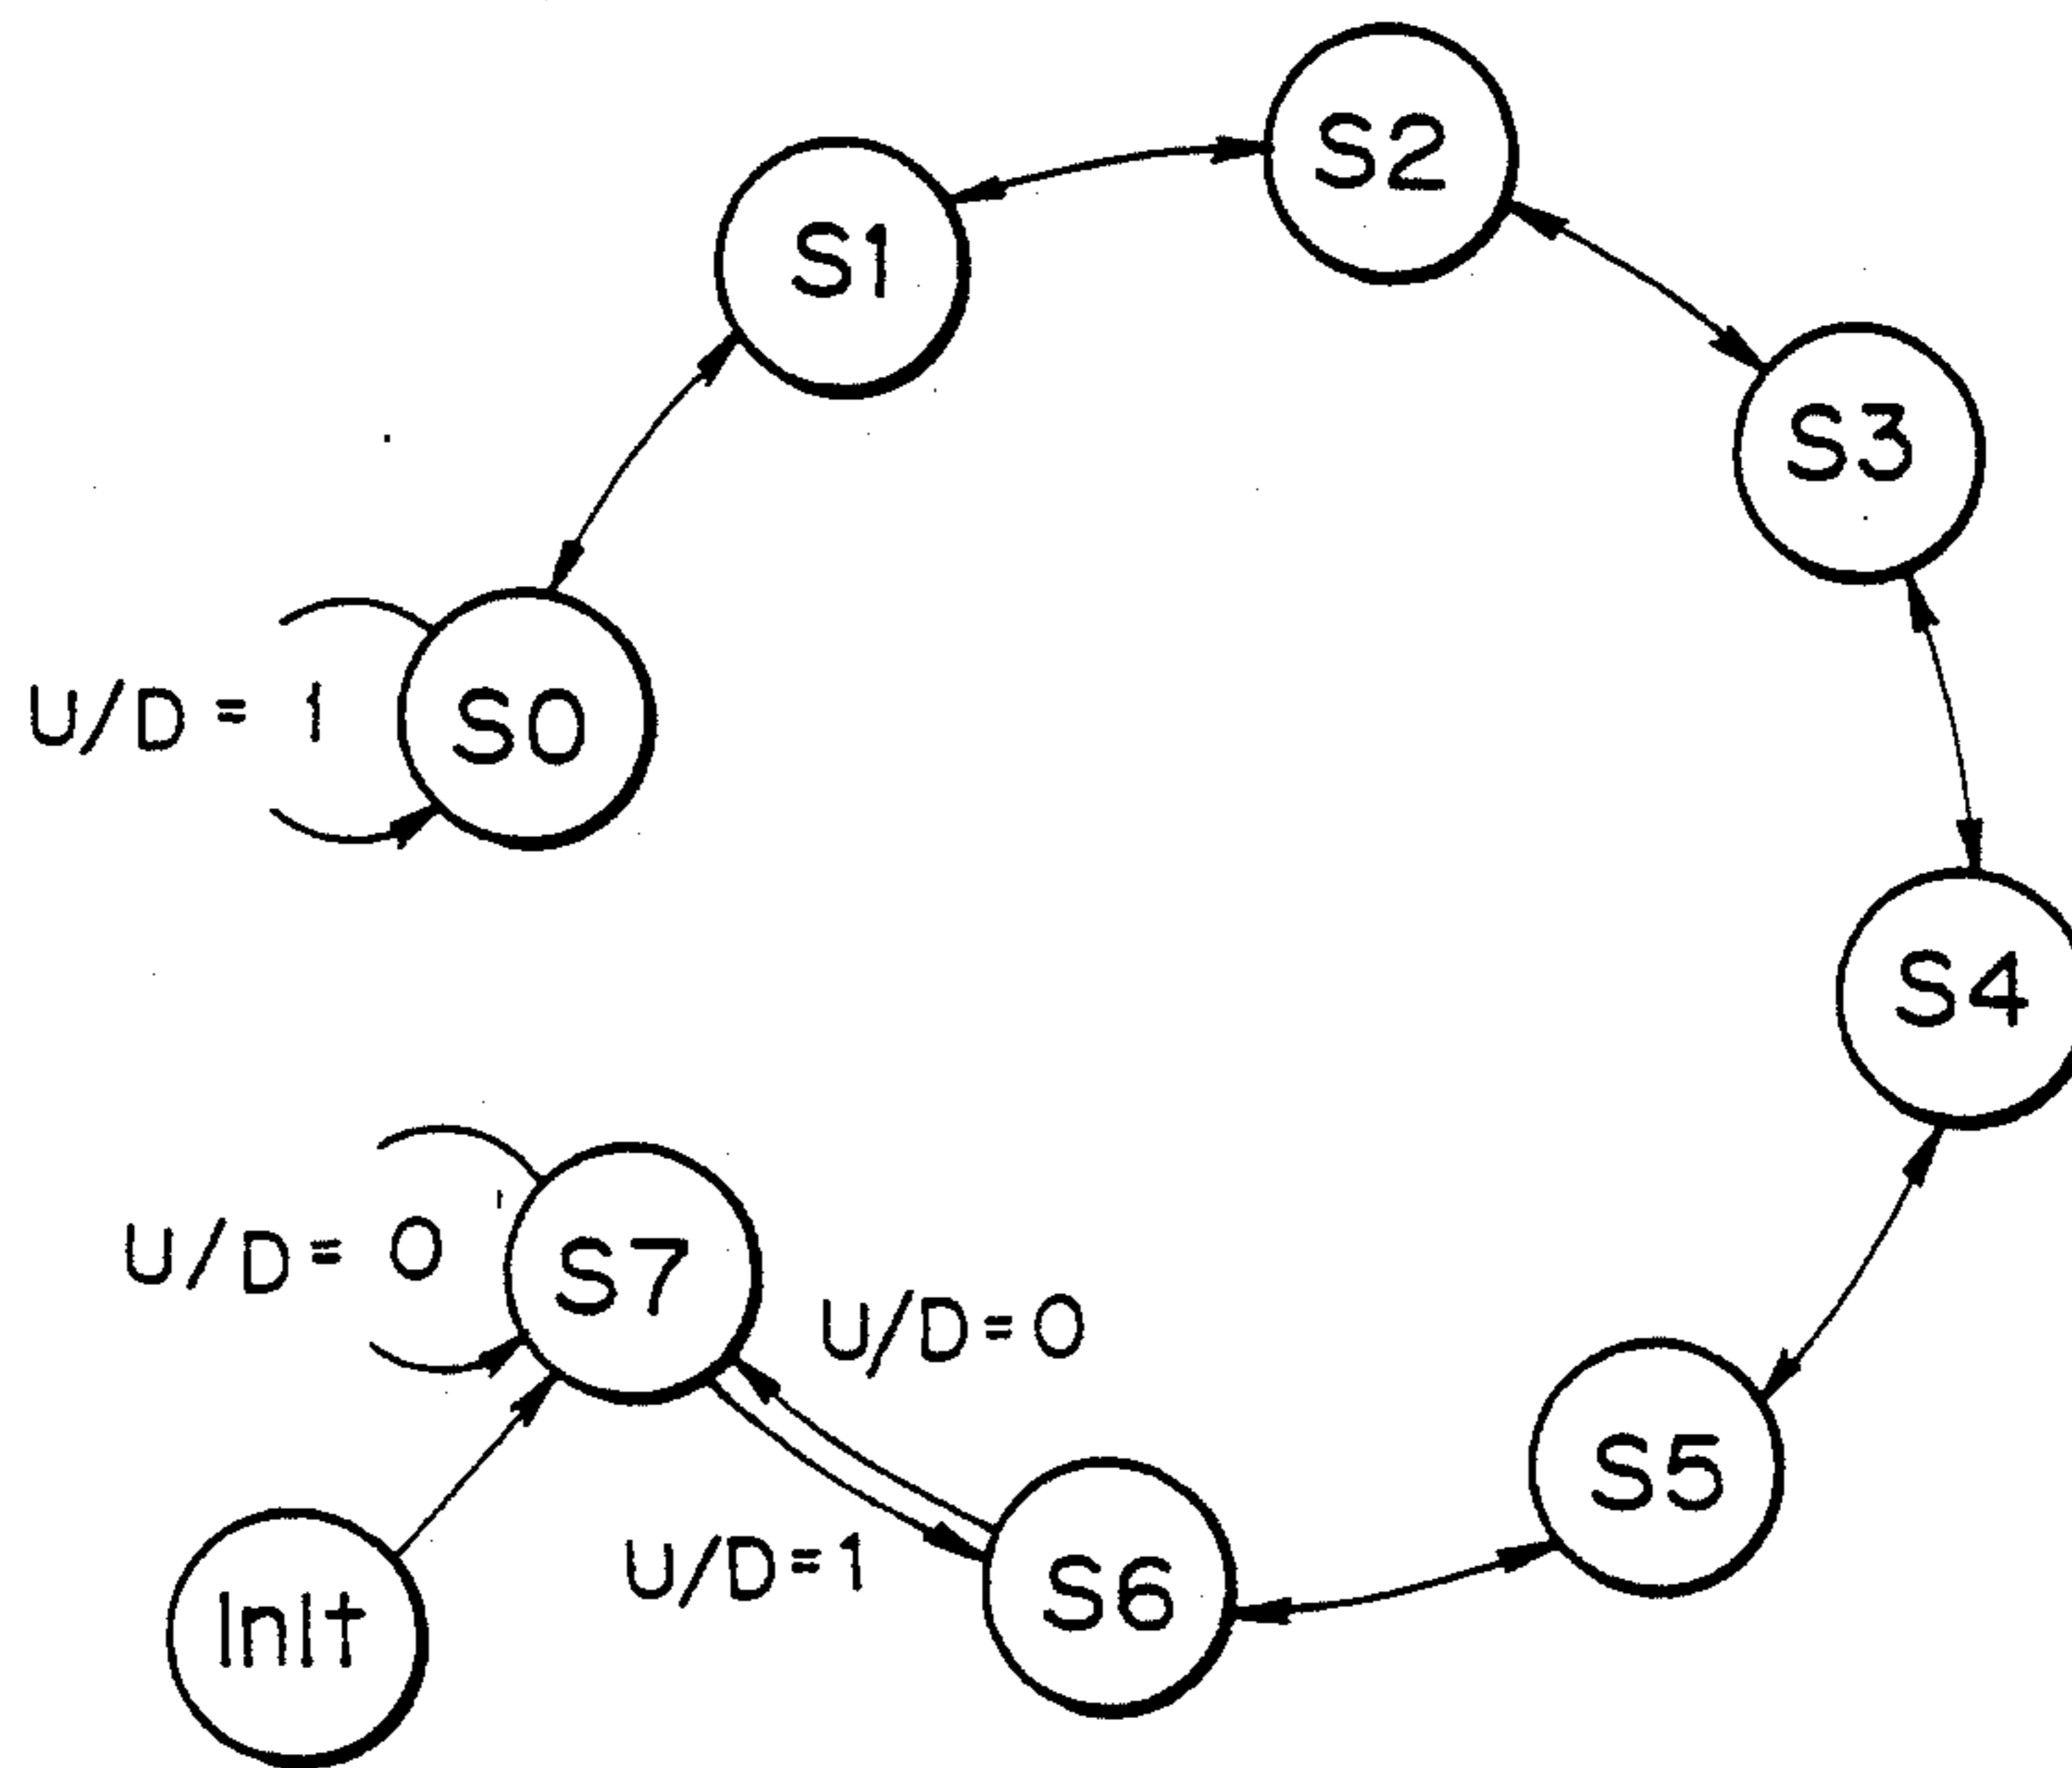 S2
S1
S3
U/D = 1
S0
S4
U/D = 0
S7
U/D = 0
S5
U/D = 1
S6
InIt